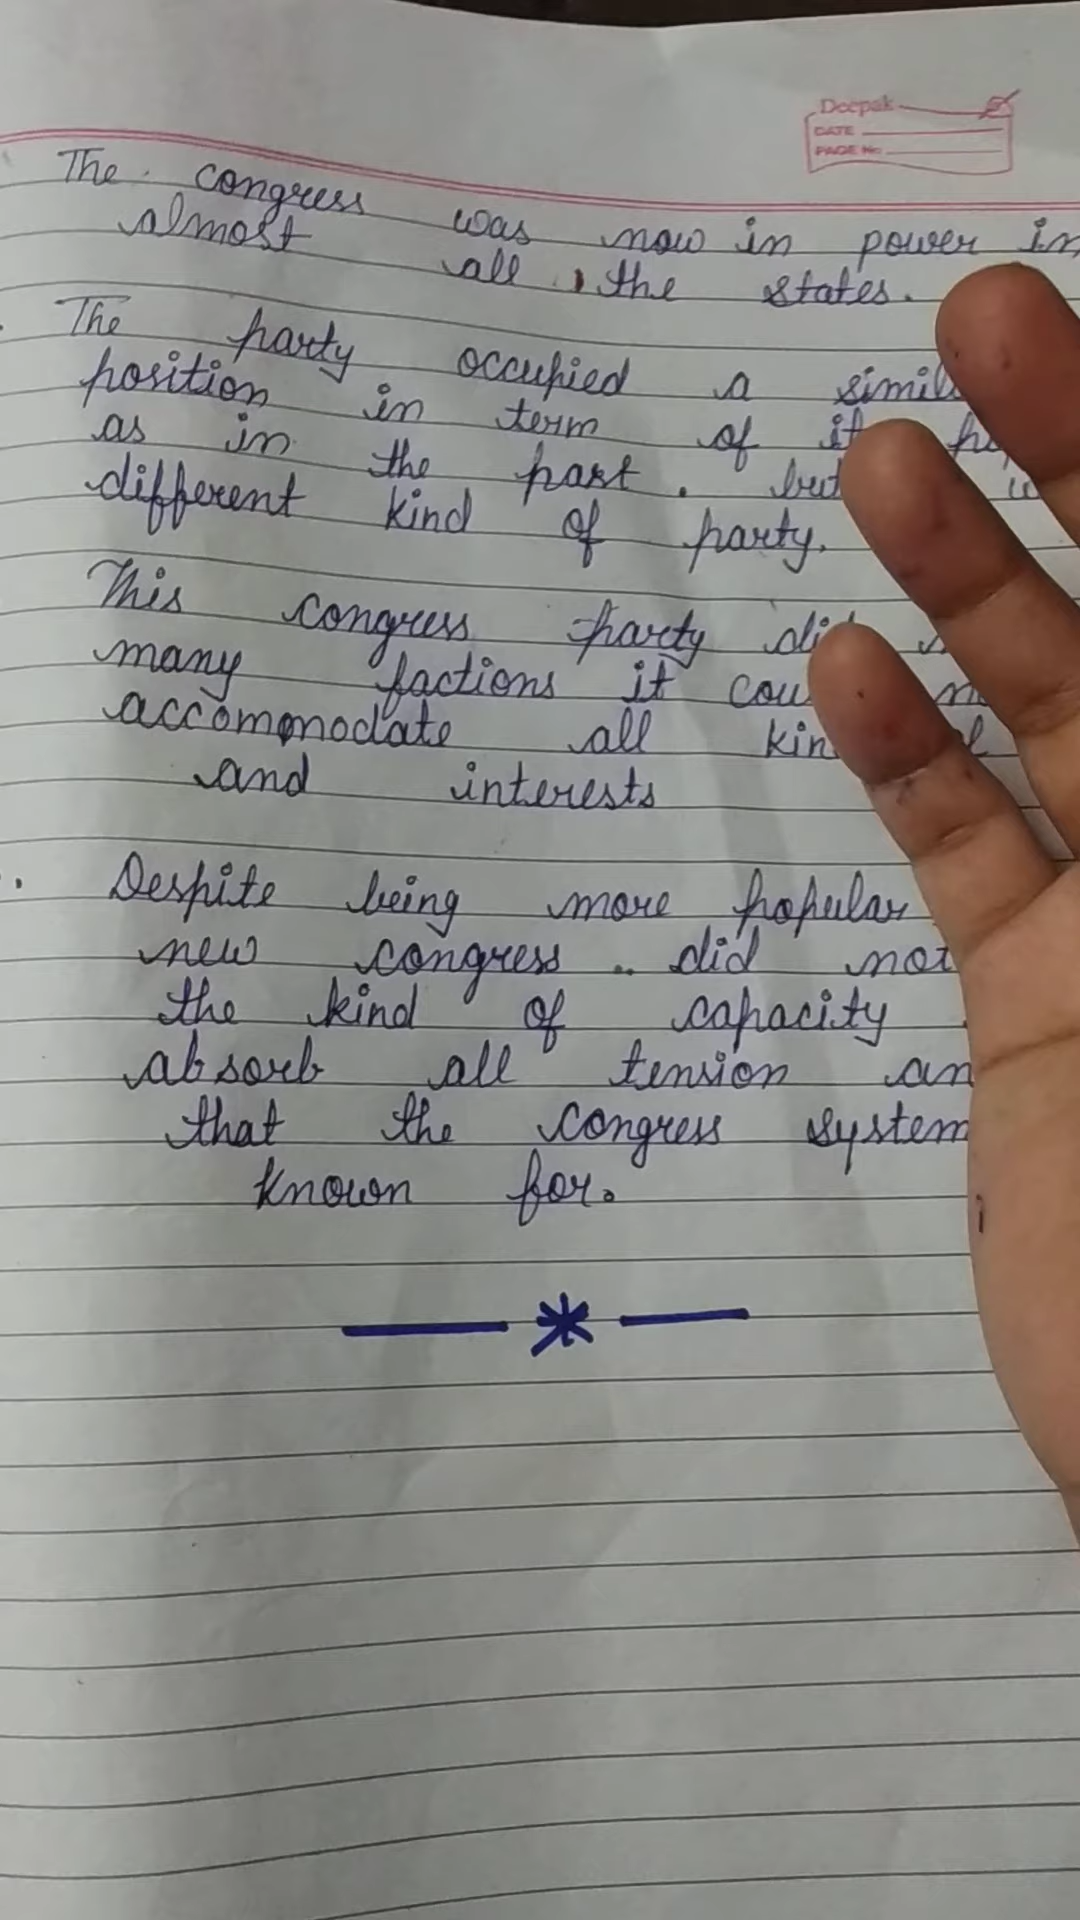 Deepak
DATE
PAGE No
The congress was now in power in
almost all the states.
The party occupied a
position in term of
as in the past. but
different kind of party.
This congress party
many factions it
accommodate all
and interests
Despite being more popular
new congress .. did not
the kind of capacity
absorb all tension
that the congress system
known for.